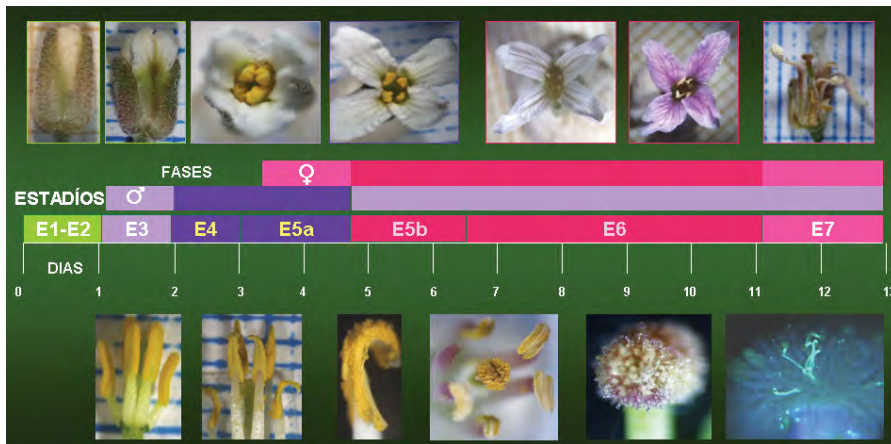 FASES ♀
ESTADÍOS ♂
E1-E2 E3 E4 E5a E5b E6 E7
DIAS
0 1 2 3 4 5 6 7 8 9 10 11 12 13